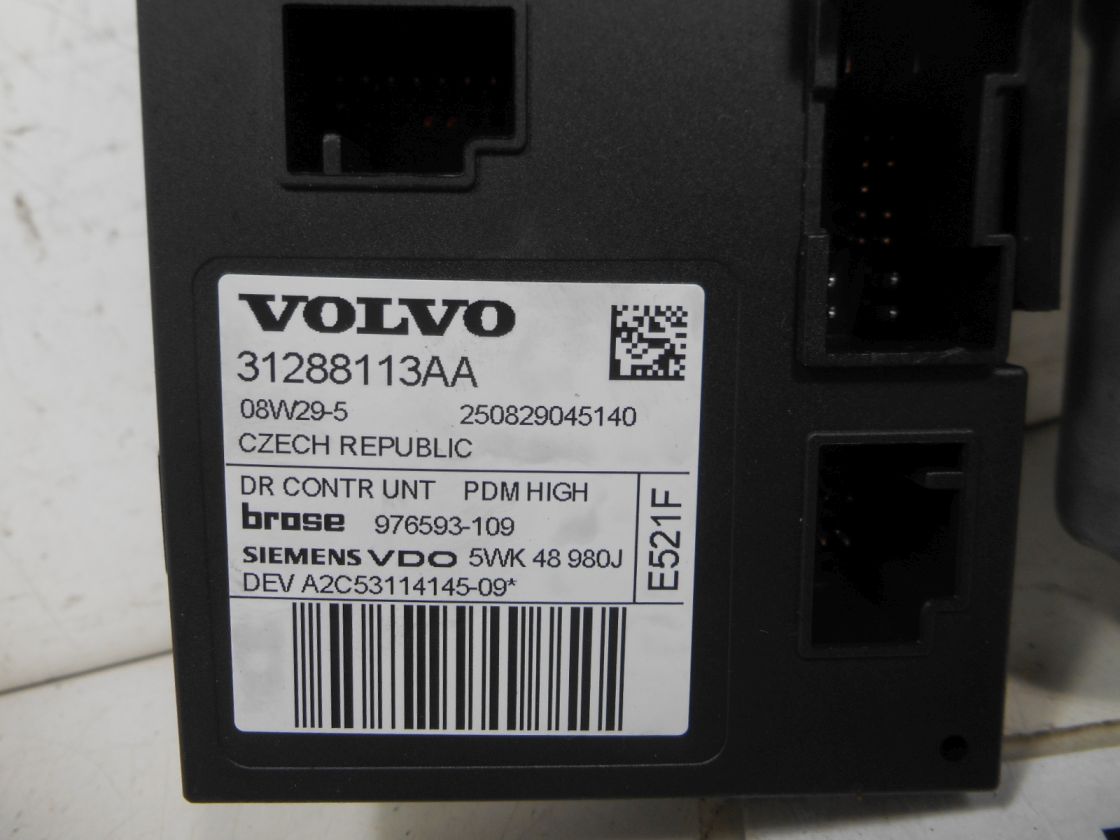 VOLVO
31288113AA
08W29-5 250829045140
CZECH REPUBLIC
DR CONTR UNT PDM HIGH
brose 976593-109
SIEMENS VDO 5WK 48 980J
DEV A2C53114145-09*
E521F